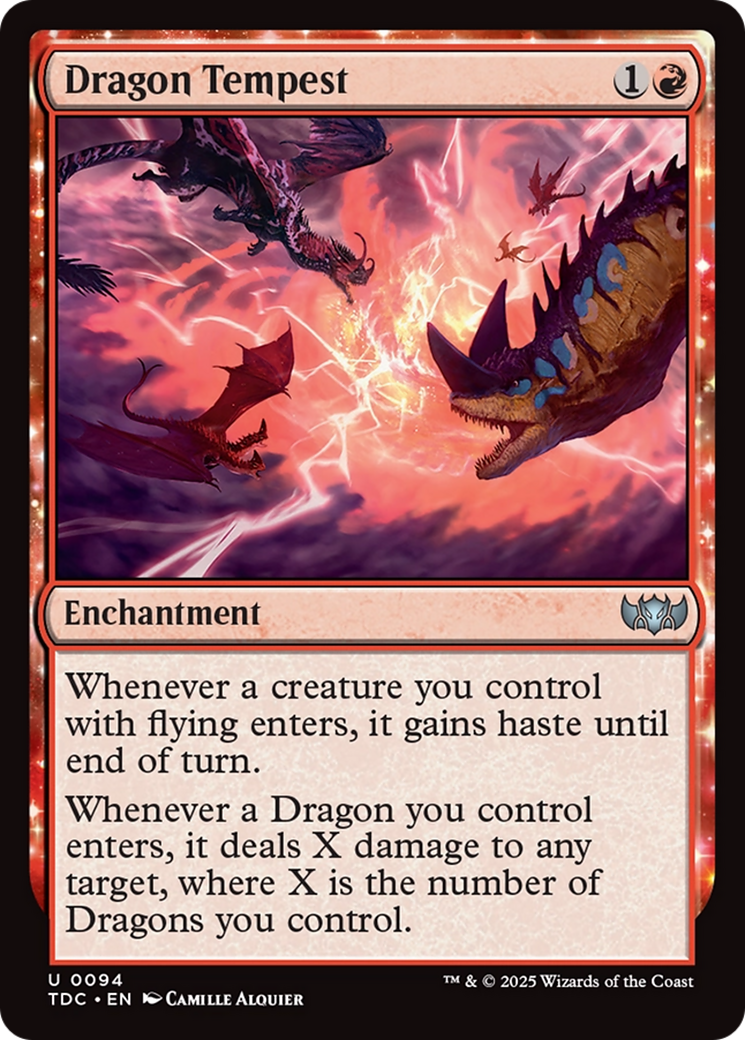 Dragon Tempest 1
Enchantment
Whenever a creature you control
with flying enters, it gains haste until
end of turn.
Whenever a Dragon you control
enters, it deals X damage to any
target, where X is the number of
Dragons you control.
U 0094
TDC • EN Camille Alquier
™ & © 2025 Wizards of the Coast